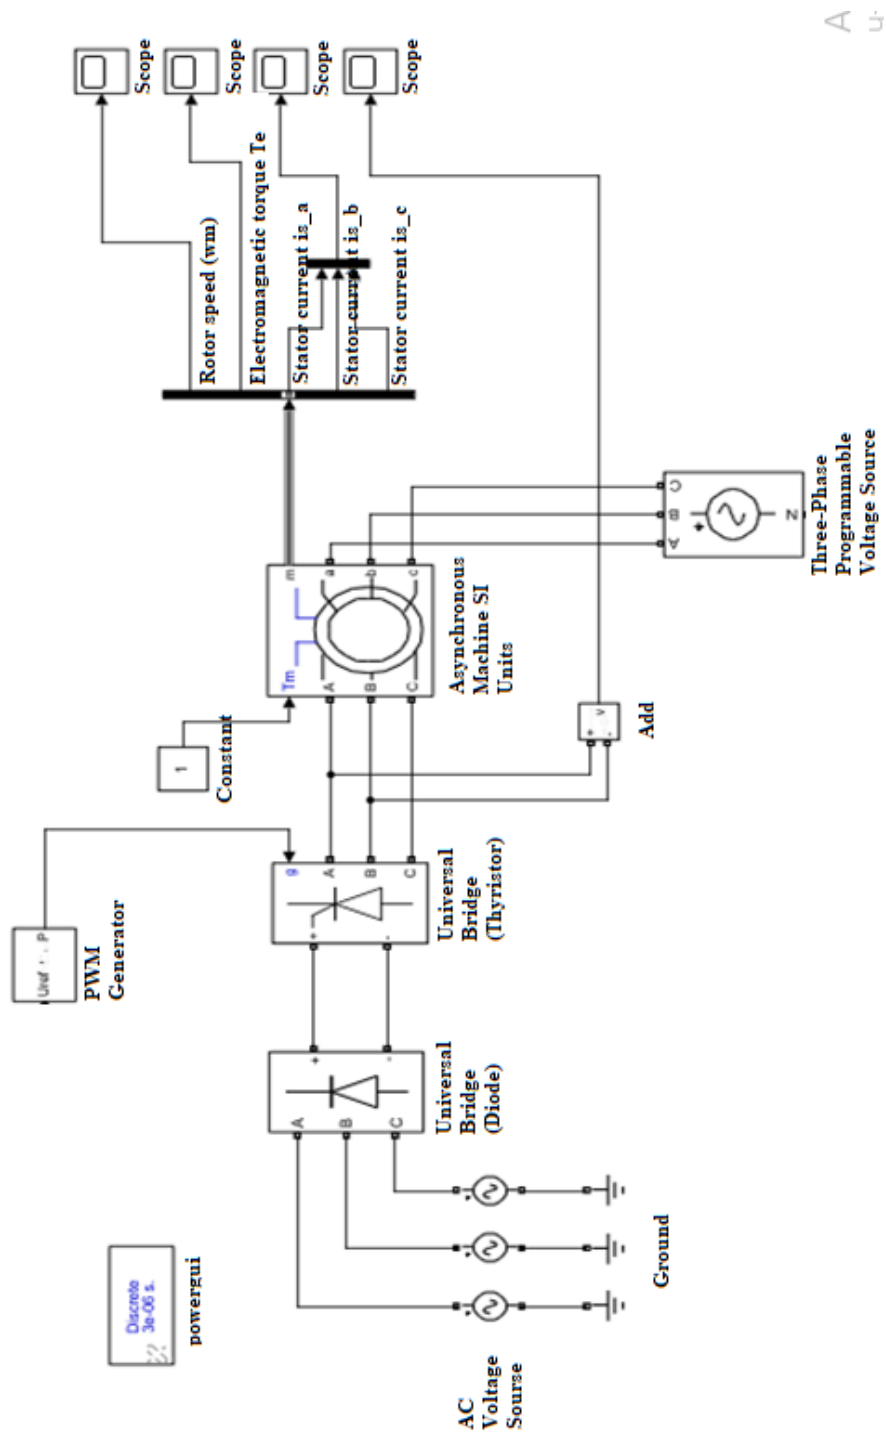 Discrete
3e-06 s.
powergui
AC
Voltage
Sourse
Ground
A
B
C
+
-
Universal
Bridge
(Diode)
Uref
P
PWM
Generator
g
+
-
A
B
C
Universal
Bridge
(Thyristor)
1
Constant
Tm
m
A
B
C
a
b
c
Asynchronous
Machine SI
Units
+
-
v
Add
A
B
C
N
Three-Phase
Programmable
Voltage Source
Rotor speed (wm)
Electromagnetic torque Te
Stator current is_a
Stator current is_b
Stator current is_c
Scope
Scope
Scope
Scope
A